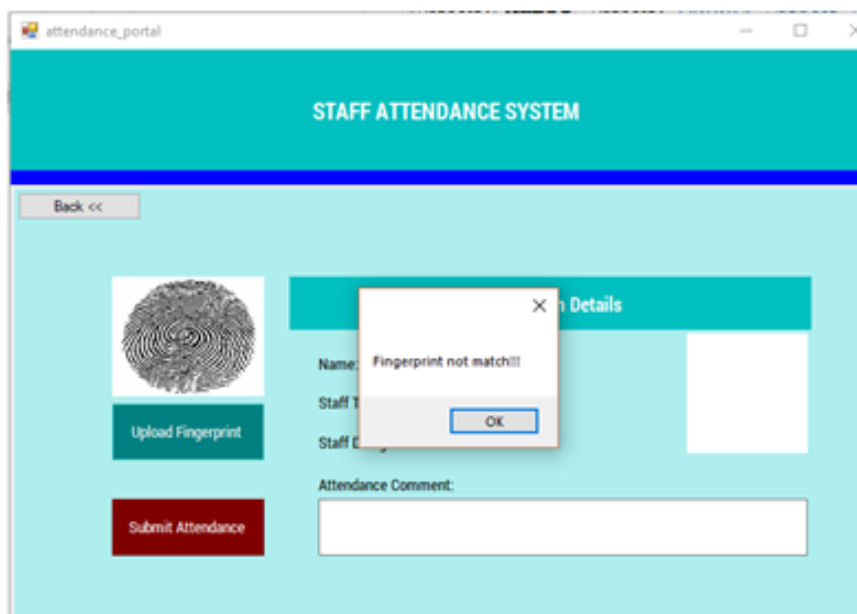 attendance_portal
STAFF ATTENDANCE SYSTEM
Back <<
Details
Name:
Fingerprint not match!!!
Staff
Upload Fingerprint
OK
Staff
Attendance Comment:
Submit Attendance